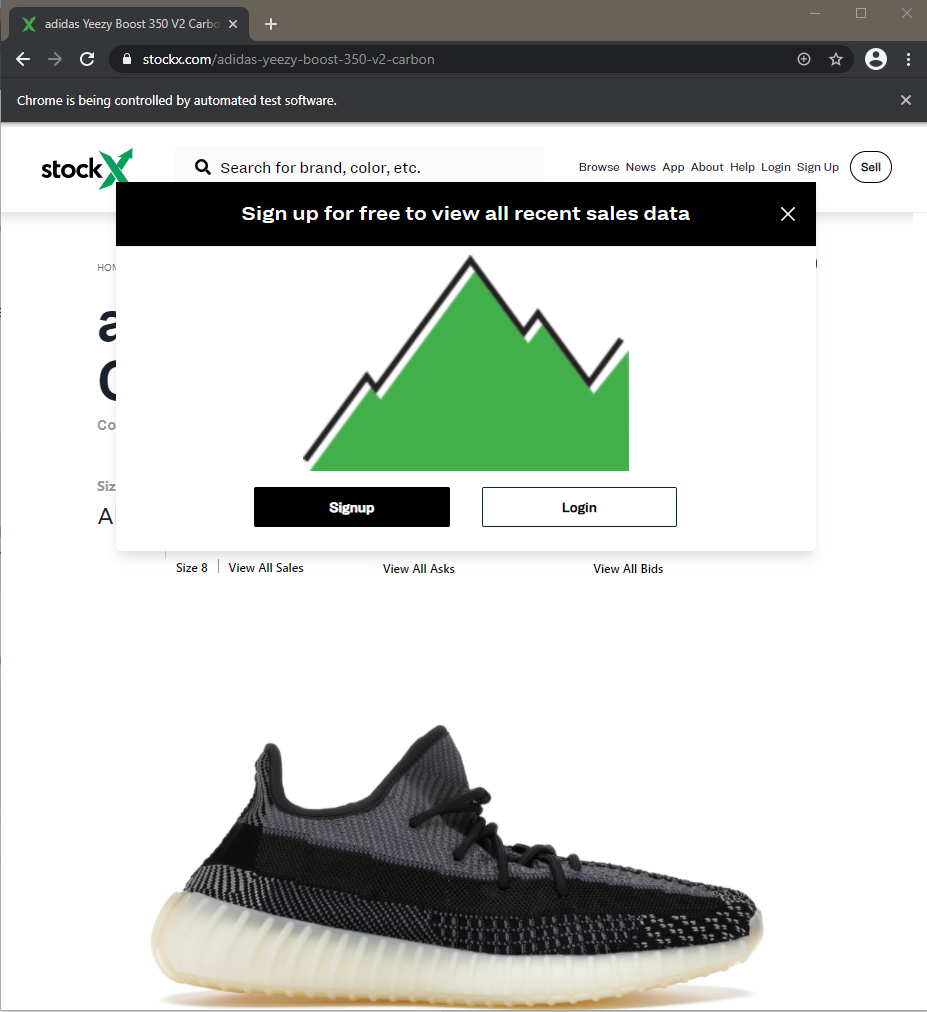 adidas Yeezy Boost 350 V2 Carbo
stockx.com/adidas-yeezy-boost-350-v2-carbon
Chrome is being controlled by automated test software.
stockX
Search for brand, color, etc.
Browse News App About Help Login Sign Up Sell
Sign up for free to view all recent sales data
HOM
a
C
Co
Siz
Signup Login
Size 8 View All Sales View All Asks View All Bids